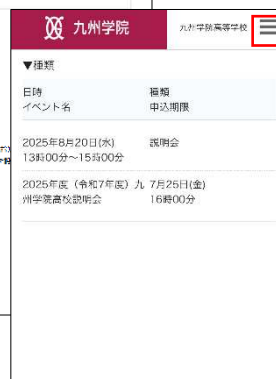 九州学院
九州学院高等学校
▼種類
日時 種類
イベント名 申込期限
2025年8月20日(水) 説明会
13時00分～15時00分
2025年度（令和7年度）九 7月25日(金)
州学院高校説明会 16時00分